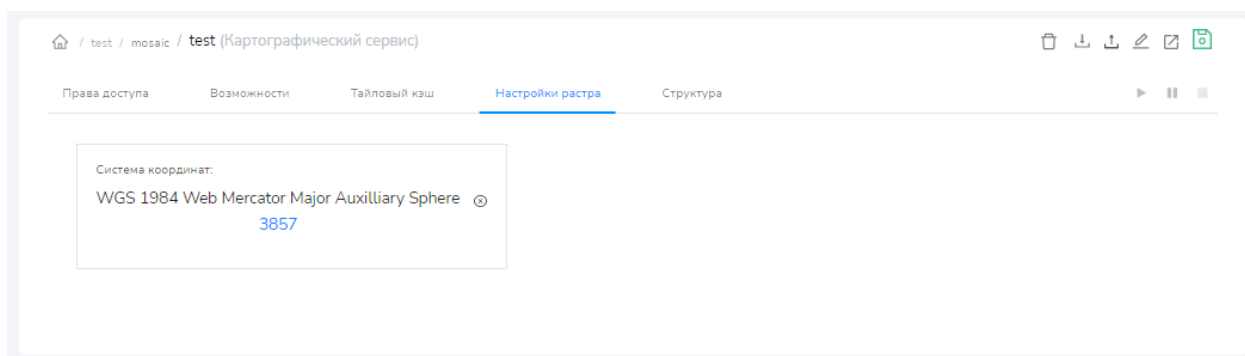 / test / mosaic / test (Картографический сервис)
Права доступа Возможности Тайловый кэш Настройки растра Структура
Система координат:
WGS 1984 Web Mercator Major Auxilliary Sphere
3857